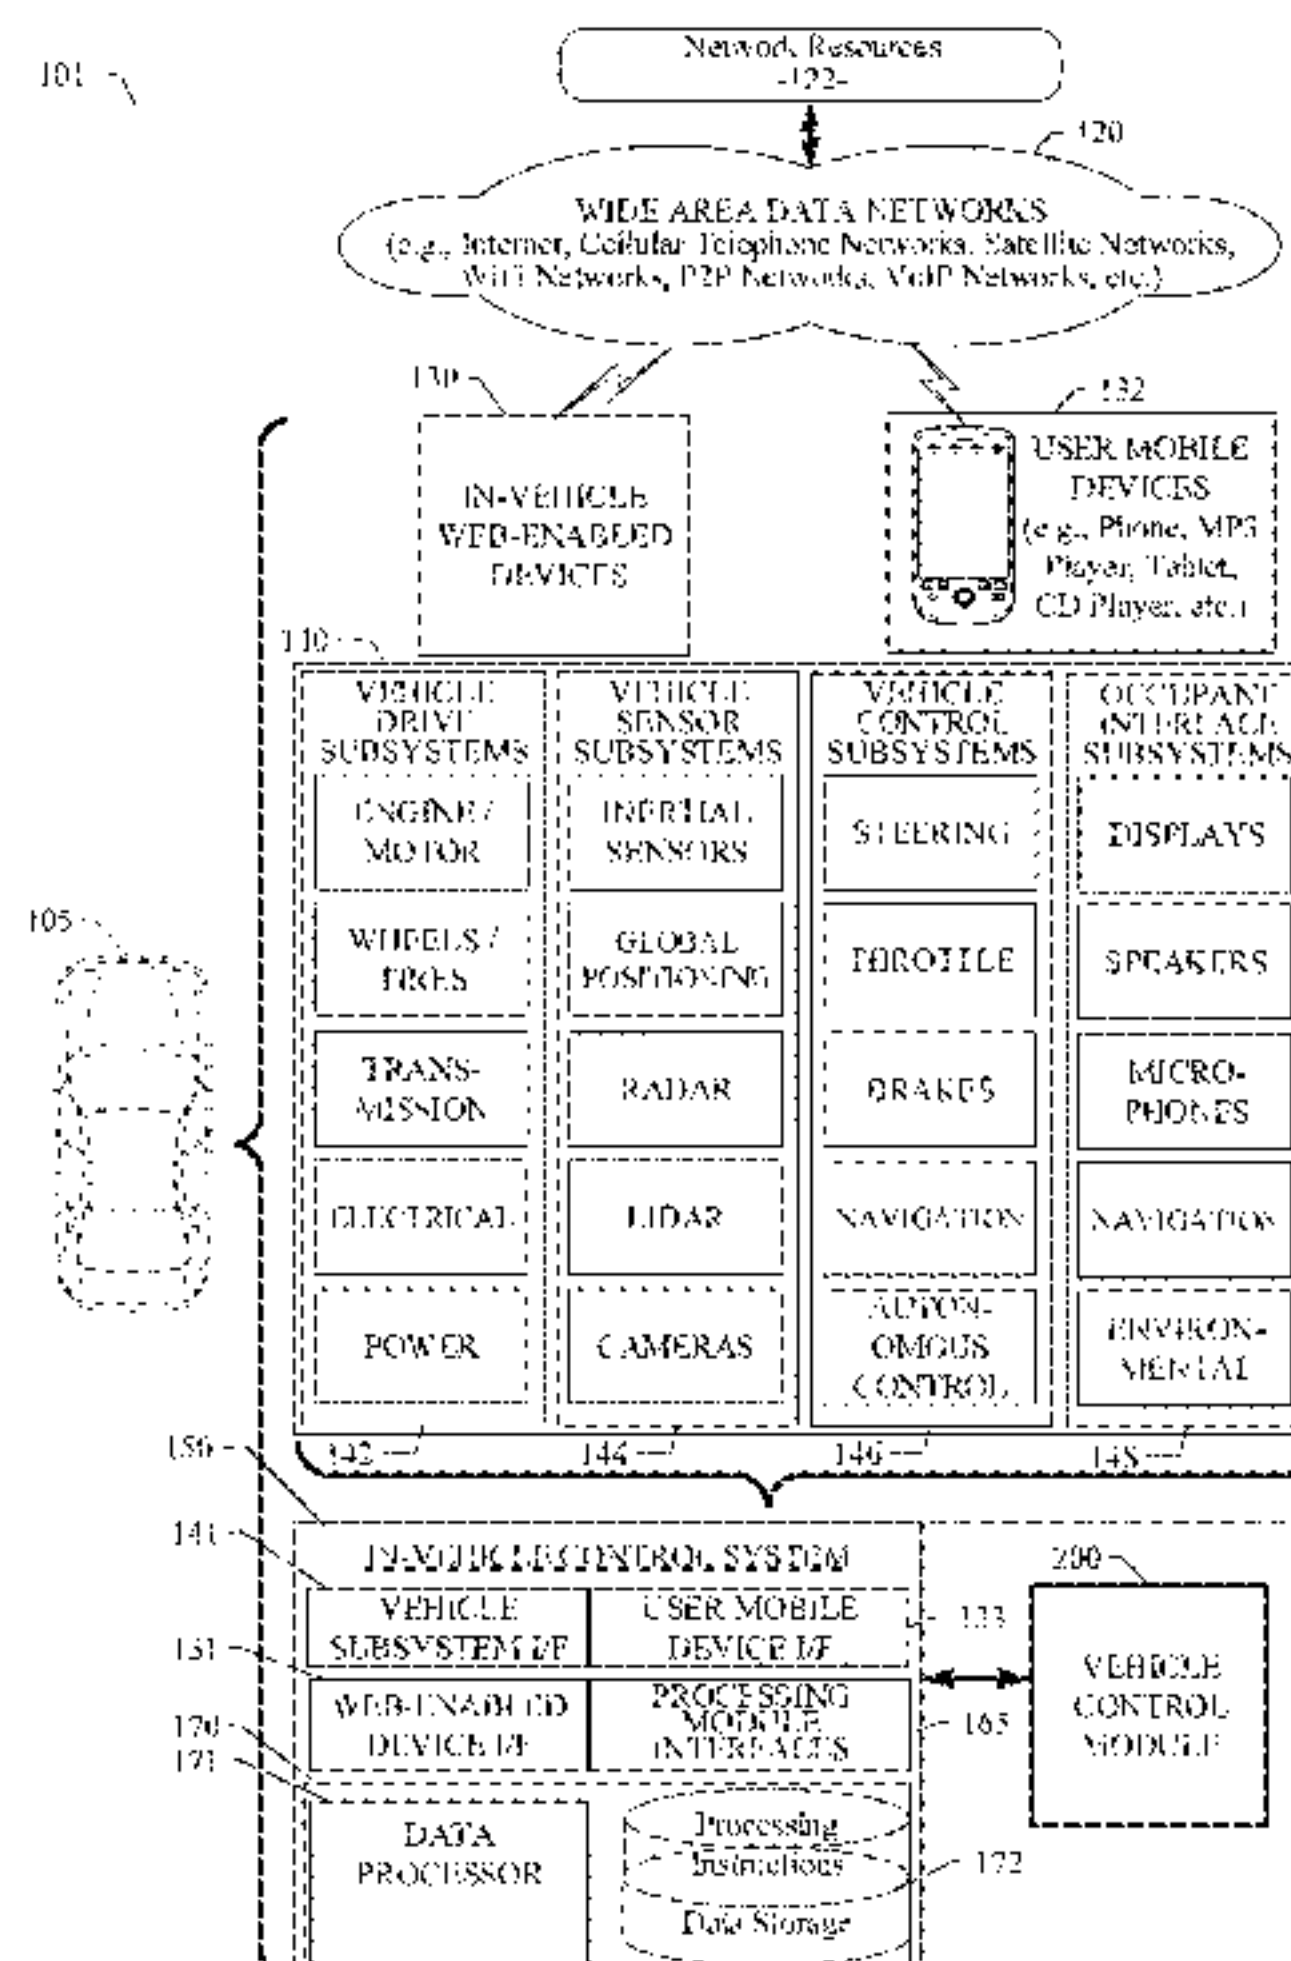 101
Network Resources
-122-
120
WIDE AREA DATA NETWORKS
(e.g., Internet, Cellular Telephone Networks, Satellite Networks,
WiFi Networks, P2P Networks, VoIP Networks, etc.)
130
132
IN-VEHICLE
WEB-ENABLED
DEVICES
USER MOBILE
DEVICES
(e.g., Phone, MP3
Player, Tablet,
CD Player, etc.)
VEHICLE
DRIVE
SUBSYSTEMS
ENGINE /
MOTOR
WHEELS /
TIRES
TRANS-
MISSION
ELECTRICAL
POWER
142
VEHICLE
SENSOR
SUBSYSTEMS
INERTIAL
SENSORS
GLOBAL
POSITIONING
RADAR
LIDAR
CAMERAS
144
VEHICLE
CONTROL
SUBSYSTEMS
STEERING
THROTTLE
BRAKES
NAVIGATION
AUTON-
OMOUS
CONTROL
146
OCCUPANT
INTERFACE
SUBSYSTEMS
DISPLAYS
SPEAKERS
MICRO-
PHONES
NAVIGATION
ENVIRON-
MENTAL
148
105
IN-VEHICLE CONTROL SYSTEM
141
VEHICLE
SUBSYSTEM I/F
USER MOBILE
DEVICE I/F
133
131
WEB-ENABLED
DEVICE I/F
PROCESSING
MODULE
INTERFACES
165
170
171
DATA
PROCESSOR
Processing
Instructions
Data Storage
172
200
VEHICLE
CONTROL
MODULE